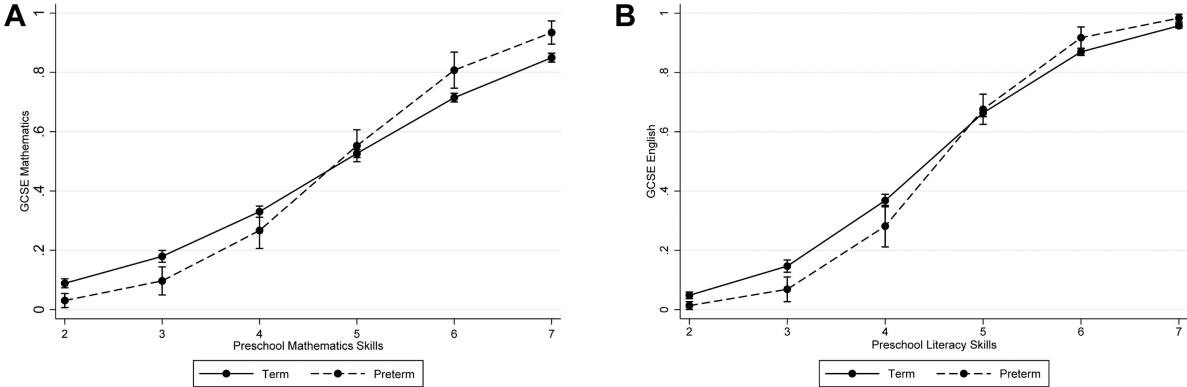 A
GCSE Mathematics
1
.8
.6
.4
.2
0
2 3 4 5 6 7
Preschool Mathematics Skills
Term Preterm
B
GCSE English
1
.8
.6
.4
.2
0
2 3 4 5 6 7
Preschool Literacy Skills
Term Preterm